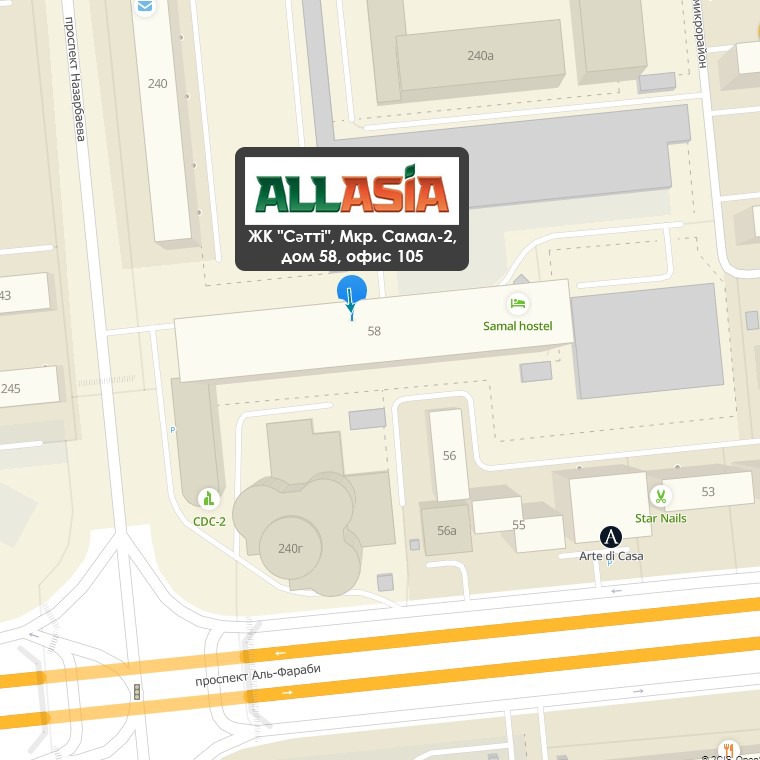 проспект Назарбаева
микрорайон
240
240а
ALLASIA
ЖК "Сәтті", Мкр. Самал-2,
дом 58, офис 105
43
58
Samal hostel
245
P
56
53
Star Nails
CDC-2
55
56а
240г
A
Arte di Casa
P
проспект Аль-Фараби